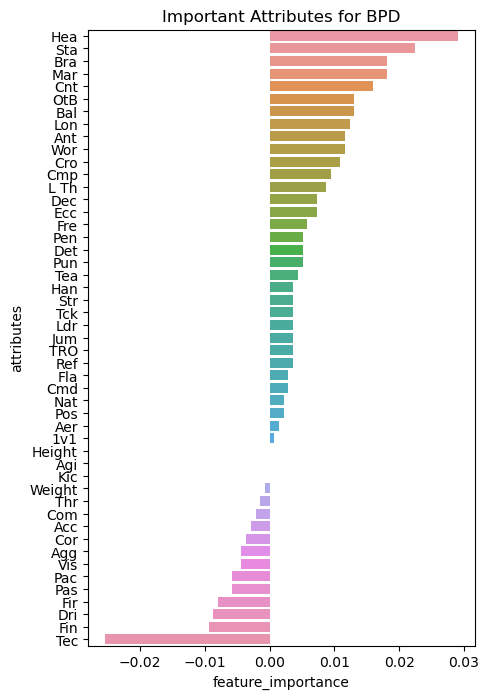 Important Attributes for BPD
Hea
Sta
Bra
Mar
Cnt
OtB
Bal
Lon
Ant
Wor
Cro
Cmp
L Th
Dec
Ecc
Fre
Pen
Det
Pun
Tea
Han
Str
Tck
Ldr
Jum
TRO
Ref
Fla
Cmd
Nat
Pos
Aer
1v1
Height
Agi
Kic
Weight
Thr
Com
Acc
Cor
Agg
Vis
Pac
Pas
Fir
Dri
Fin
Tec
attributes
−0.02 −0.01 0.00 0.01 0.02 0.03
feature_importance